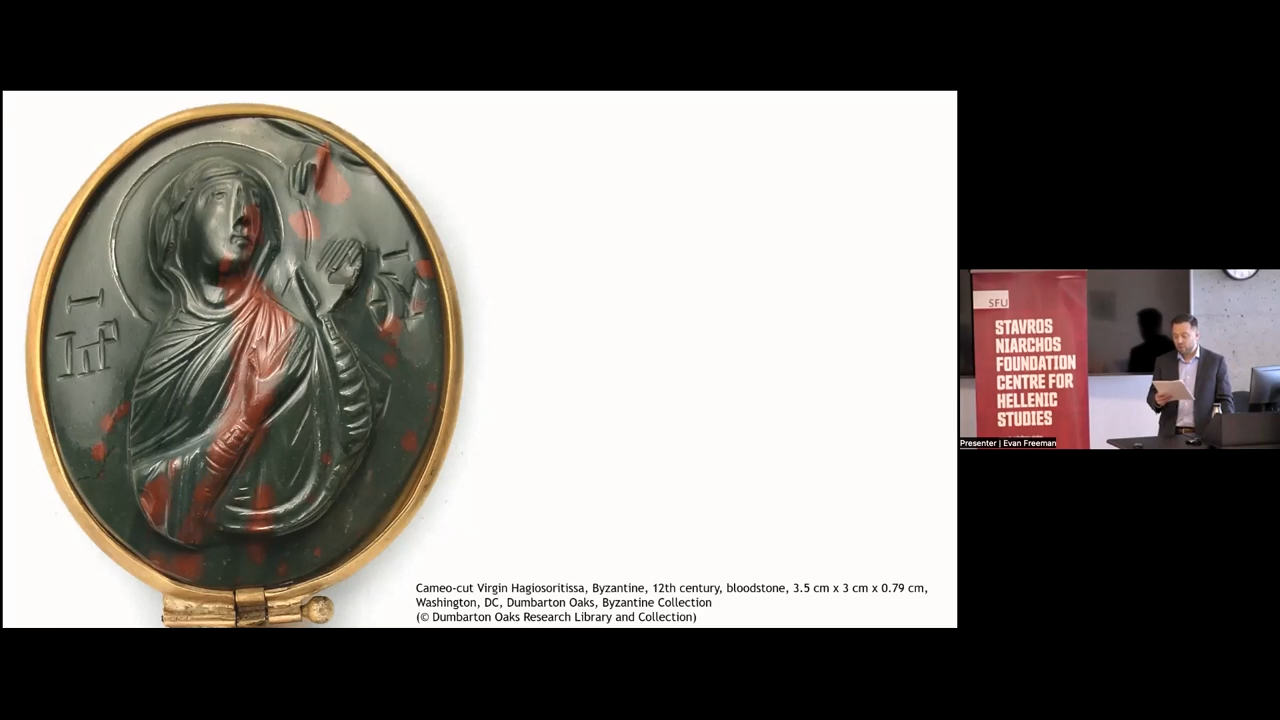 Cameo-cut Virgin Hagiosoritissa, Byzantine, 12th century, bloodstone, 3.5 cm x 3 cm x 0.79 cm,
Washington, DC, Dumbarton Oaks, Byzantine Collection
(© Dumbarton Oaks Research Library and Collection)
SFU
STAVROS
NIARCHOS
FOUNDATION
CENTRE FOR
HELLENIC
STUDIES
Presenter | Evan Freeman